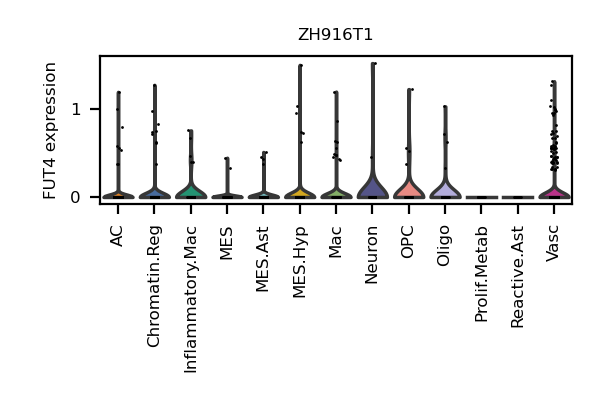 ZH916T1
FUT4 expression
1
0
AC
Chromatin.Reg
Inflammatory.Mac
MES
MES.Ast
MES.Hyp
Mac
Neuron
OPC
Oligo
Prolif.Metab
Reactive.Ast
Vasc